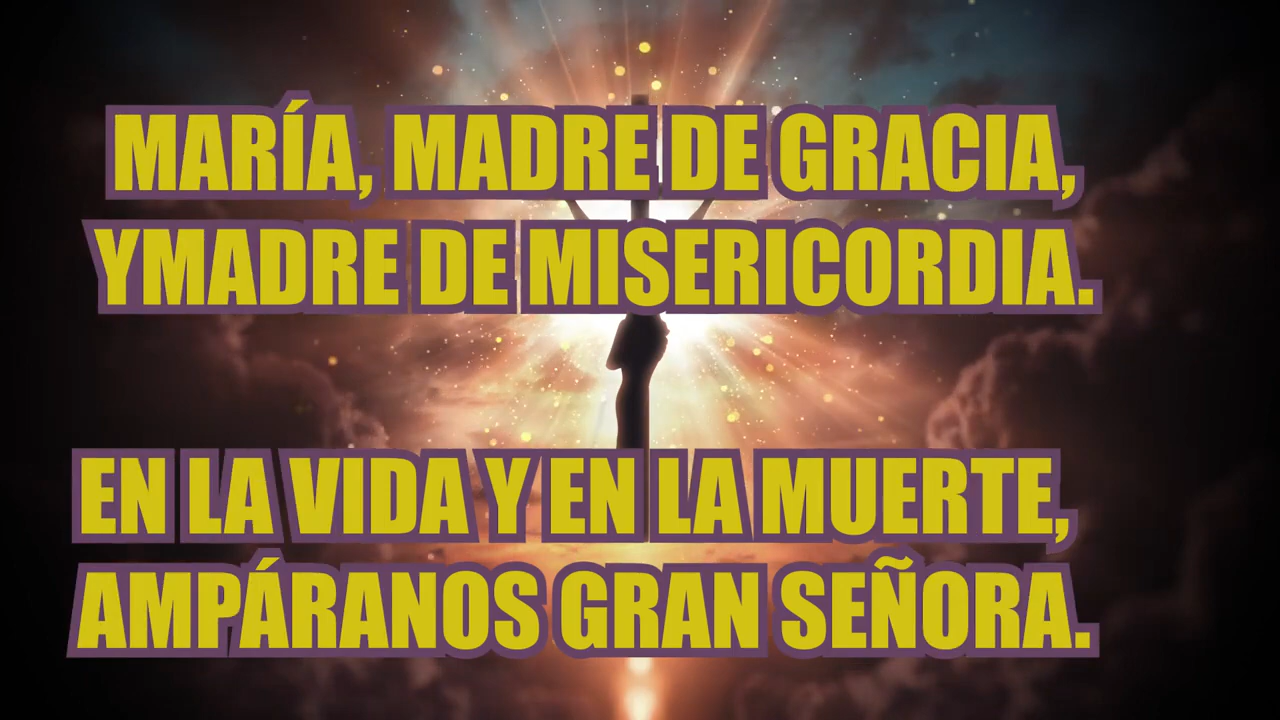 MARÍA, MADRE DE GRACIA,
YMADRE DE MISERICORDIA.
EN LA VIDA Y EN LA MUERTE,
AMPÁRANOS GRAN SEÑORA.